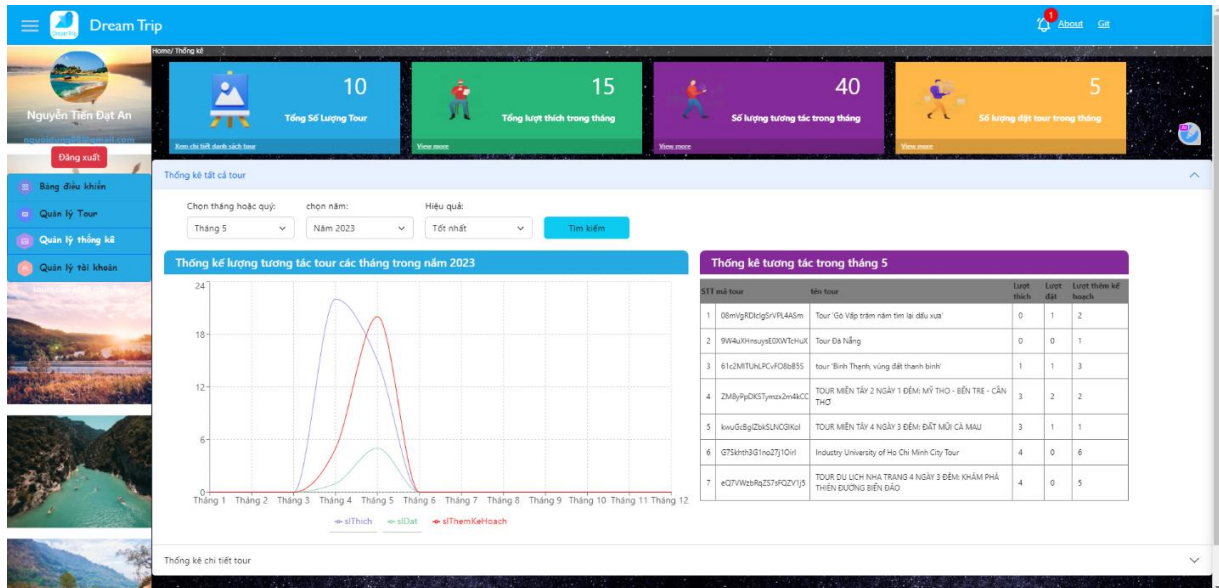 Dream Trip
1
About Git
Home/ Thống kê
Nguyễn Tiến Đạt An
Đăng xuất
Bảng điều khiển
Quản lý Tour
Quản lý thống kê
Quản lý tài khoản
10
Tổng Số Lượng Tour
Xem chi tiết danh sách tour
15
Tổng lượt thích trong tháng
View more
40
Số lượng tương tác trong tháng
View more
5
Số lượng đặt tour trong tháng
View more
Thống kê tất cả tour
Chọn tháng hoặc quý: chọn năm: Hiệu quả:
Tháng 5 Năm 2023 Tốt nhất Tìm kiếm
Thống kế lượng tương tác tour các tháng trong năm 2023
24
18
12
6
0
Tháng 1 Tháng 2 Tháng 3 Tháng 4 Tháng 5 Tháng 6 Tháng 7 Tháng 8 Tháng 9 Tháng 10 Tháng 11 Tháng 12
slThich slDat slThemKeHoach
Thống kê tương tác trong tháng 5
STT mã tour tên tour Lượt thích Lượt đặt Lượt thêm kế hoạch
1 Tour 'Gò Vấp trăm năm tìm lại dấu xưa' 0 1 2
2 Tour Đà Nẵng 0 0 1
3 tour 'Bình Thạnh, vùng đất thanh bình' 1 1 3
4 TOUR MIỀN TÂY 2 NGÀY 1 ĐÊM: MỸ THO - BẾN TRE - CẦN
THƠ 3 2 2
5 TOUR MIỀN TÂY 4 NGÀY 3 ĐÊM: ĐẤT MŨI CÀ MAU 3 1 1
6 Industry University of Ho Chi Minh City Tour 4 0 6
7 TOUR DU LỊCH NHA TRANG 4 NGÀY 3 ĐÊM: KHÁM PHÁ
THIÊN ĐƯỜNG BIỂN ĐẢO 4 0 5
Thống kê chi tiết tour